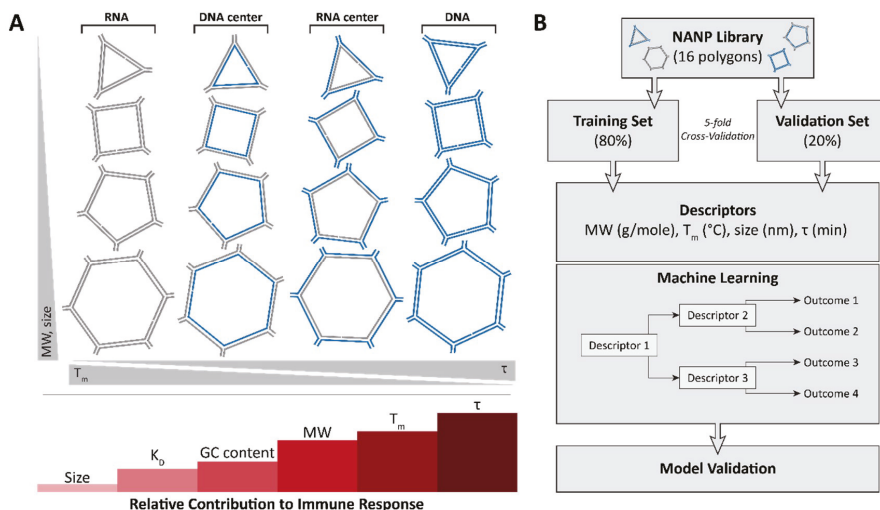 A
RNA
DNA center
RNA center
DNA
MW, size
Tm
τ
Size
KD
GC content
MW
Tm
τ
Relative Contribution to Immune Response
B
NANP Library
(16 polygons)
Training Set
(80%)
5-fold
Cross-Validation
Validation Set
(20%)
Descriptors
MW (g/mole), Tm (°C), size (nm), τ (min)
Machine Learning
Descriptor 1
Descriptor 2
Descriptor 3
Outcome 1
Outcome 2
Outcome 3
Outcome 4
Model Validation